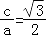 c/a = √3/2